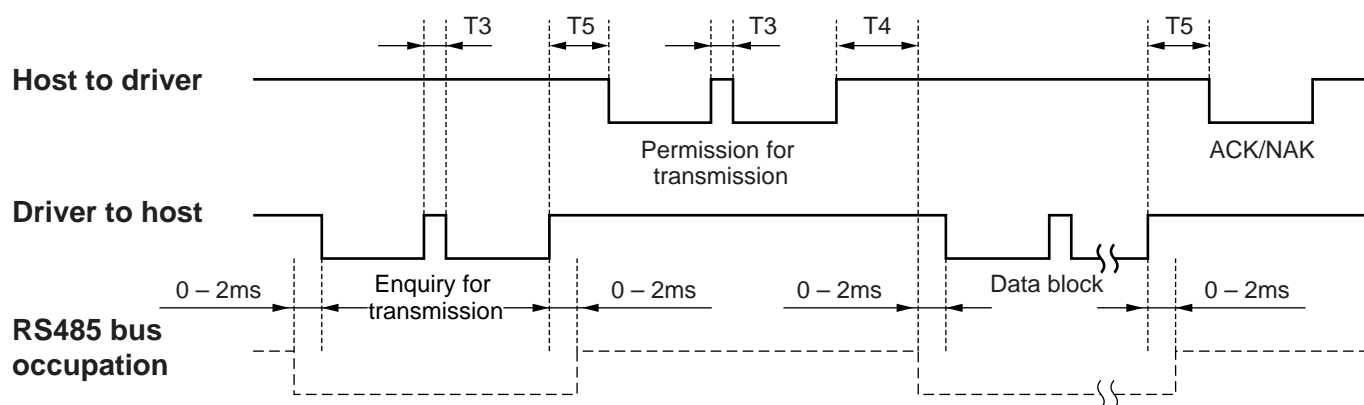 T3
T5
T3
T4
T5
Host to driver
Permission for
transmission
ACK/NAK
Driver to host
0 – 2ms
Enquiry for
transmission
0 – 2ms
0 – 2ms
Data block
0 – 2ms
RS485 bus
occupation